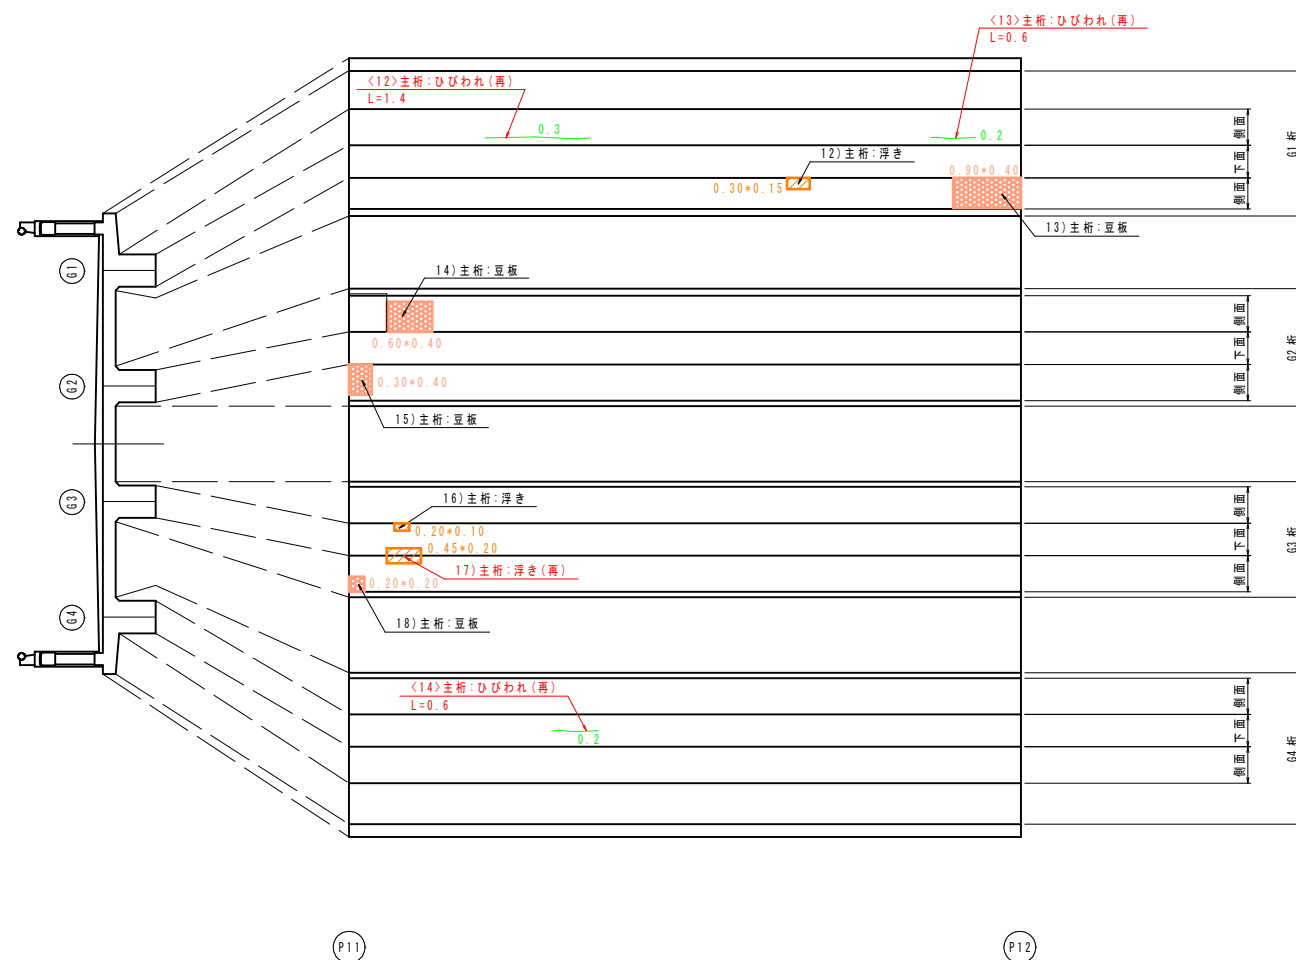 <13>主桁:ひびわれ(再)
L=0.6
<12>主桁:ひびわれ(再)
L=1.4
0.3
0.2
側面
下面
側面
G1桁
12)主桁:浮き
0.30*0.15
0.90*0.40
13)主桁:豆板
G1
14)主桁:豆板
0.60*0.40
側面
下面
側面
G2桁
G2
0.30*0.40
15)主桁:豆板
G3
16)主桁:浮き
0.20*0.10
0.45*0.20
17)主桁:浮き(再)
0.20*0.20
18)主桁:豆板
側面
下面
側面
G3桁
G4
<14>主桁:ひびわれ(再)
L=0.6
0.2
側面
下面
側面
G4桁
P11
P12